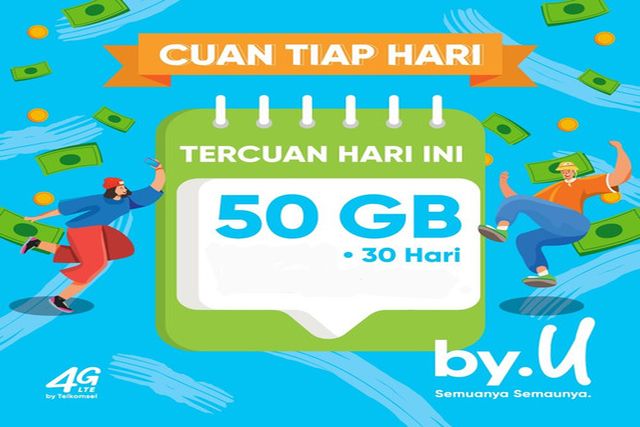 CUAN TIAP HARI
TERCUAN HARI INI
50 GB
• 30 Hari
4G
LTE
by Telkomsel
by.U
Semuanya Semaunya.